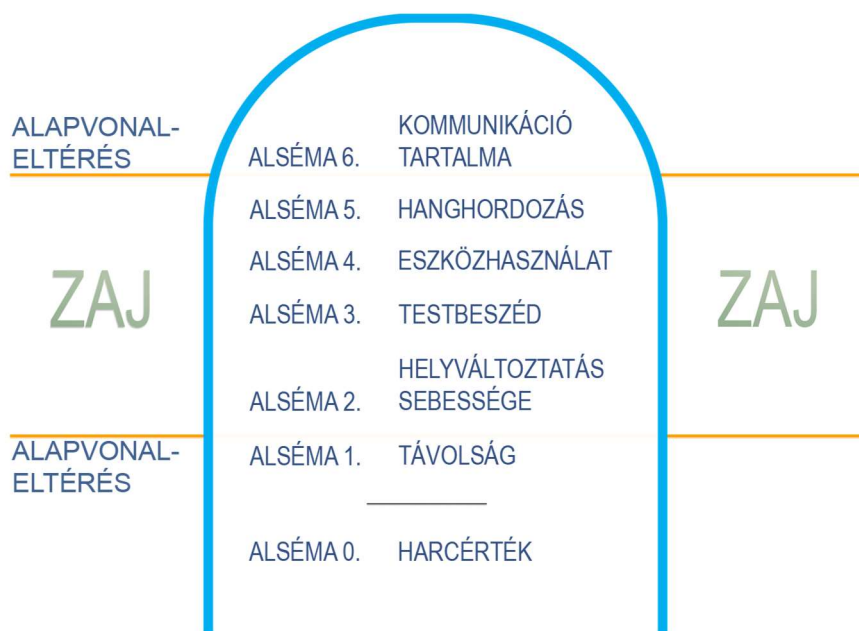 ALAPVONAL-
ELTÉRÉS
ALSÉMA 6. KOMMUNIKÁCIÓ
TARTALMA
ALSÉMA 5. HANGHORDOZÁS
ZAJ
ALSÉMA 4. ESZKÖZHASZNÁLAT
ZAJ
ALSÉMA 3. TESTBESZÉD
ALSÉMA 2. HELYVÁLTOZTATÁS
SEBESSÉGE
ALAPVONAL-
ELTÉRÉS
ALSÉMA 1. TÁVOLSÁG
ALSÉMA 0. HARCÉRTÉK